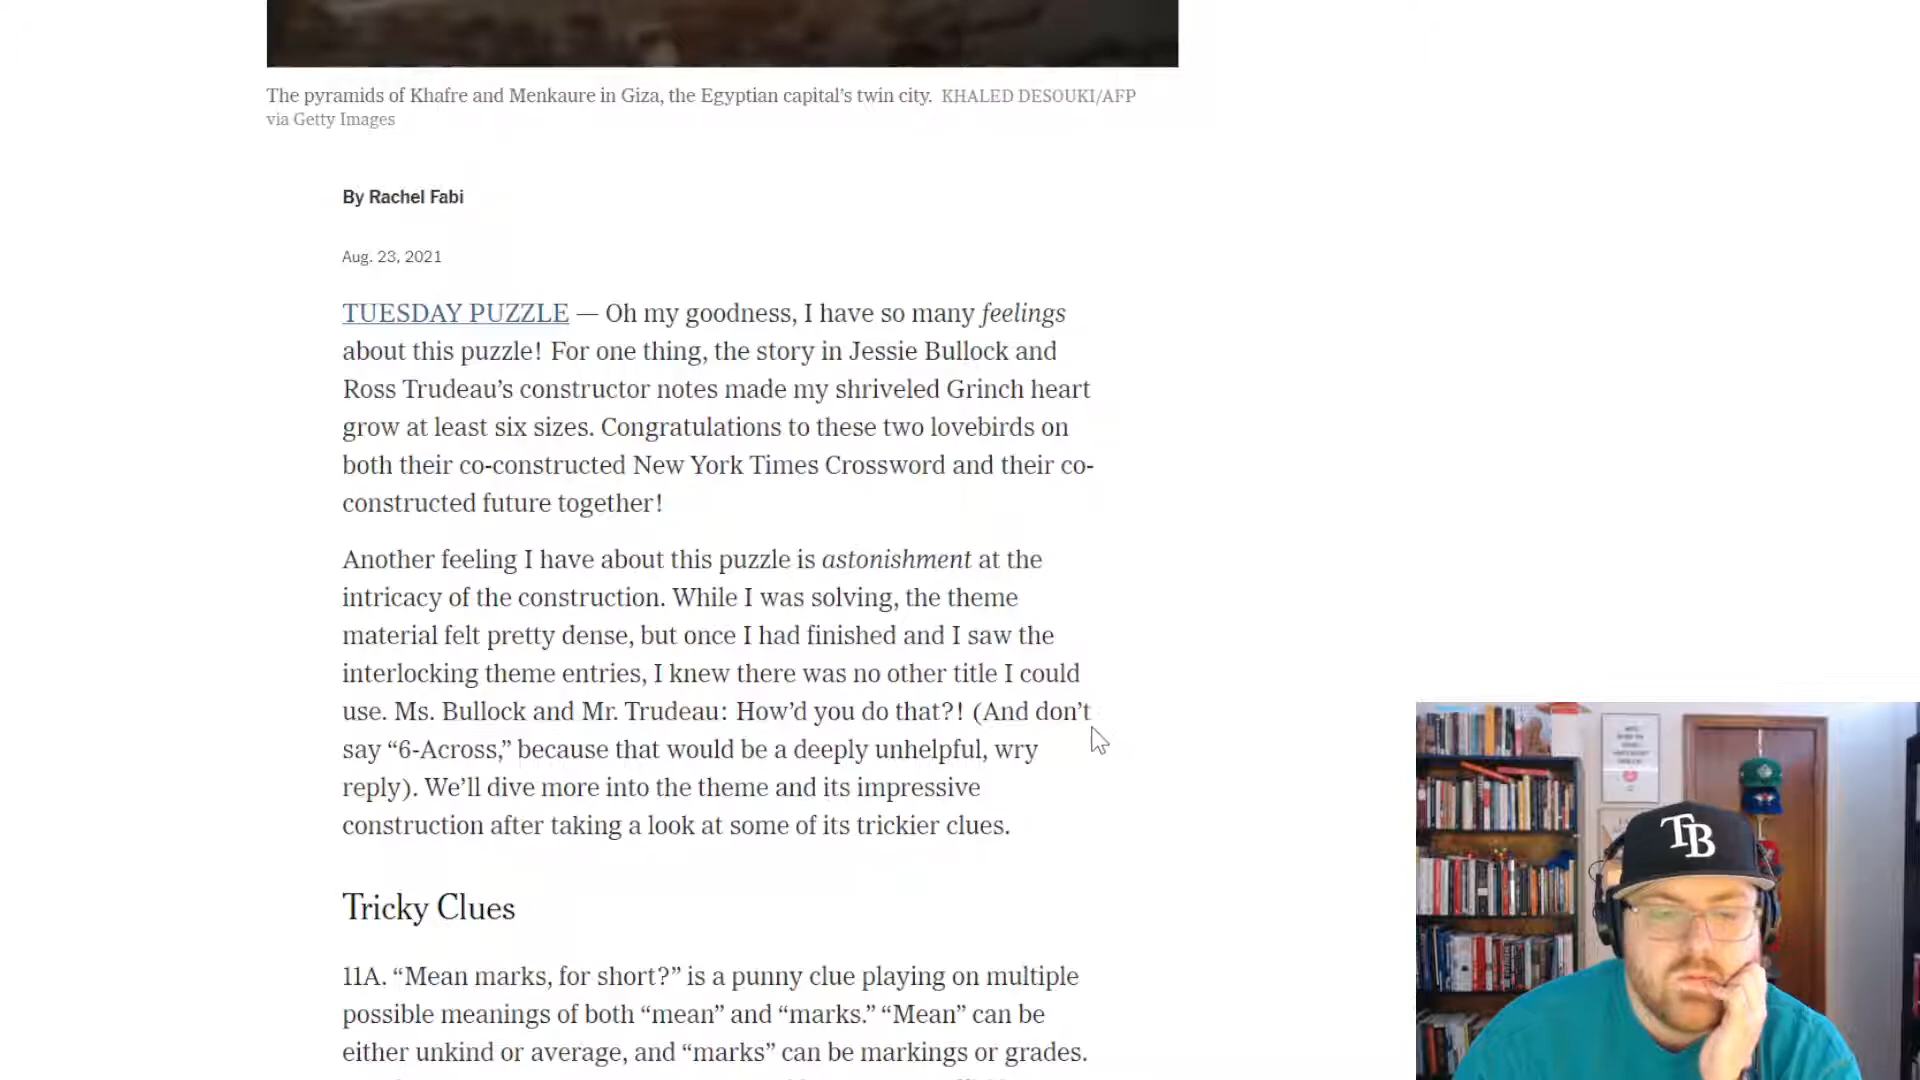 The pyramids of Khafre and Menkaure in Giza, the Egyptian capital’s twin city. KHALED DESOUKI/AFP
via Getty Images
By Rachel Fabi
Aug. 23, 2021
TUESDAY PUZZLE — Oh my goodness, I have so many feelings
about this puzzle! For one thing, the story in Jessie Bullock and
Ross Trudeau’s constructor notes made my shriveled Grinch heart
grow at least six sizes. Congratulations to these two lovebirds on
both their co-constructed New York Times Crossword and their co-
constructed future together!
Another feeling I have about this puzzle is astonishment at the
intricacy of the construction. While I was solving, the theme
material felt pretty dense, but once I had finished and I saw the
interlocking theme entries, I knew there was no other title I could
use. Ms. Bullock and Mr. Trudeau: How’d you do that?! (And don’t
say “6-Across,” because that would be a deeply unhelpful, wry
reply). We’ll dive more into the theme and its impressive
construction after taking a look at some of its trickier clues.
Tricky Clues
11A. “Mean marks, for short?” is a punny clue playing on multiple
possible meanings of both “mean” and “marks.” “Mean” can be
either unkind or average, and “marks” can be markings or grades.
TB